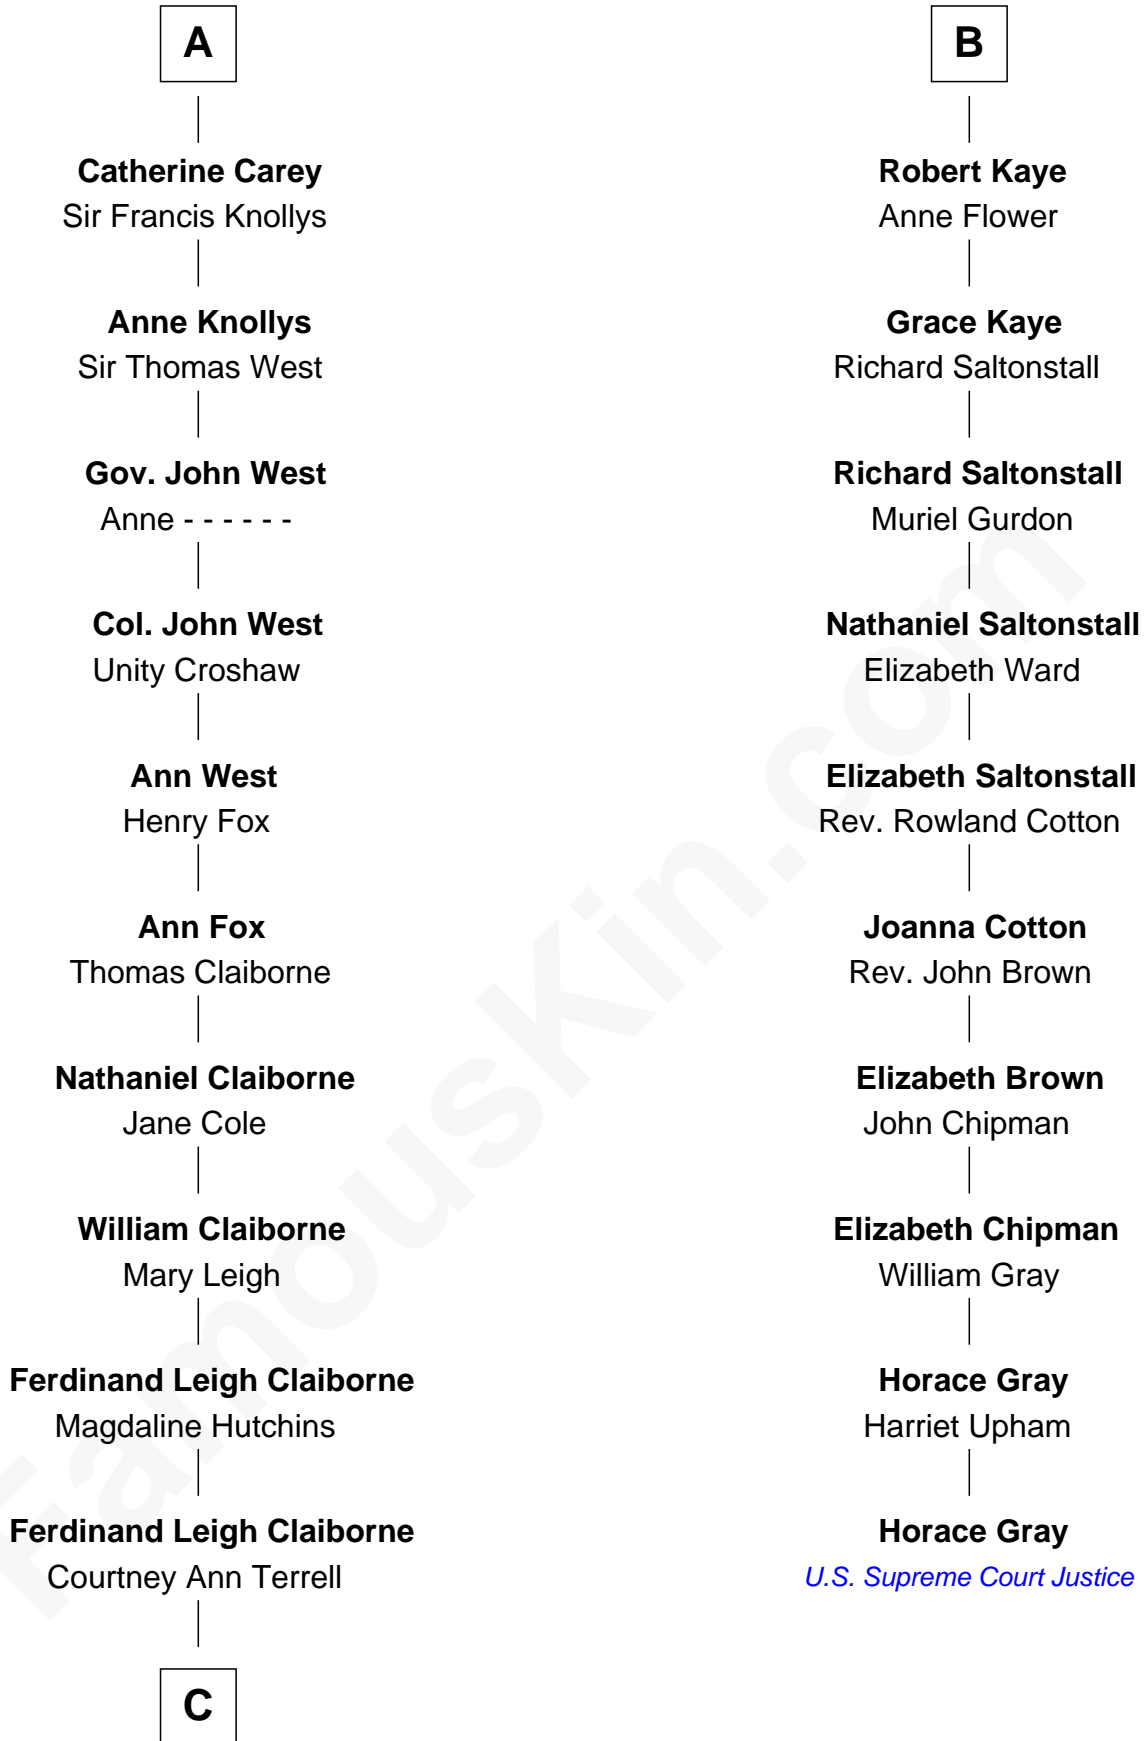 A
Catherine Carey
Sir Francis Knollys
Anne Knollys
Sir Thomas West
Gov. John West
Anne - - - - - -
Col. John West
Unity Croshaw
Ann West
Henry Fox
Ann Fox
Thomas Claiborne
Nathaniel Claiborne
Jane Cole
William Claiborne
Mary Leigh
Ferdinand Leigh Claiborne
Magdaline Hutchins
Ferdinand Leigh Claiborne
Courtney Ann Terrell
C
B
Robert Kaye
Anne Flower
Grace Kaye
Richard Saltonstall
Richard Saltonstall
Muriel Gurdon
Nathaniel Saltonstall
Elizabeth Ward
Elizabeth Saltonstall
Rev. Rowland Cotton
Joanna Cotton
Rev. John Brown
Elizabeth Brown
John Chipman
Elizabeth Chipman
William Gray
Horace Gray
Harriet Upham
Horace Gray
U.S. Supreme Court Justice
FamousKin.com